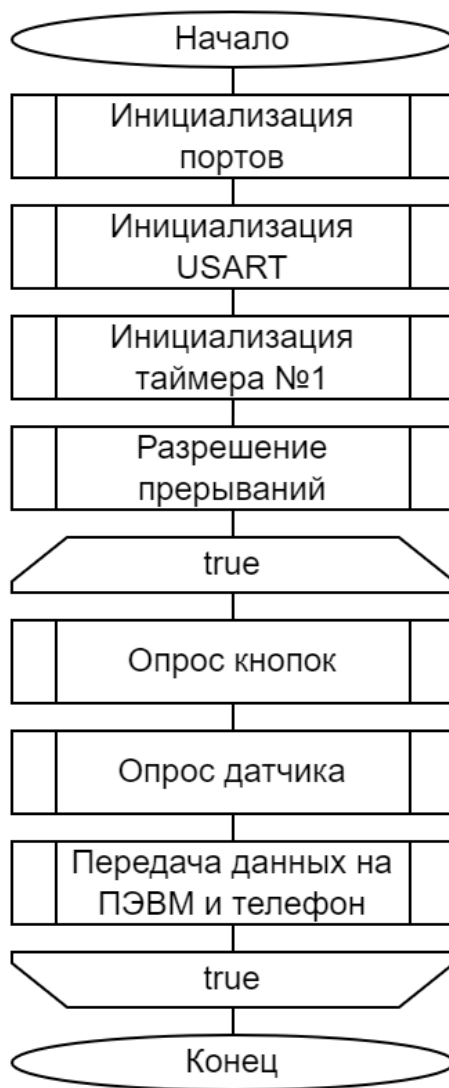 Начало
Инициализация
портов
Инициализация
USART
Инициализация
таймера №1
Разрешение
прерываний
true
Опрос кнопок
Опрос датчика
Передача данных на
ПЭВМ и телефон
true
Конец